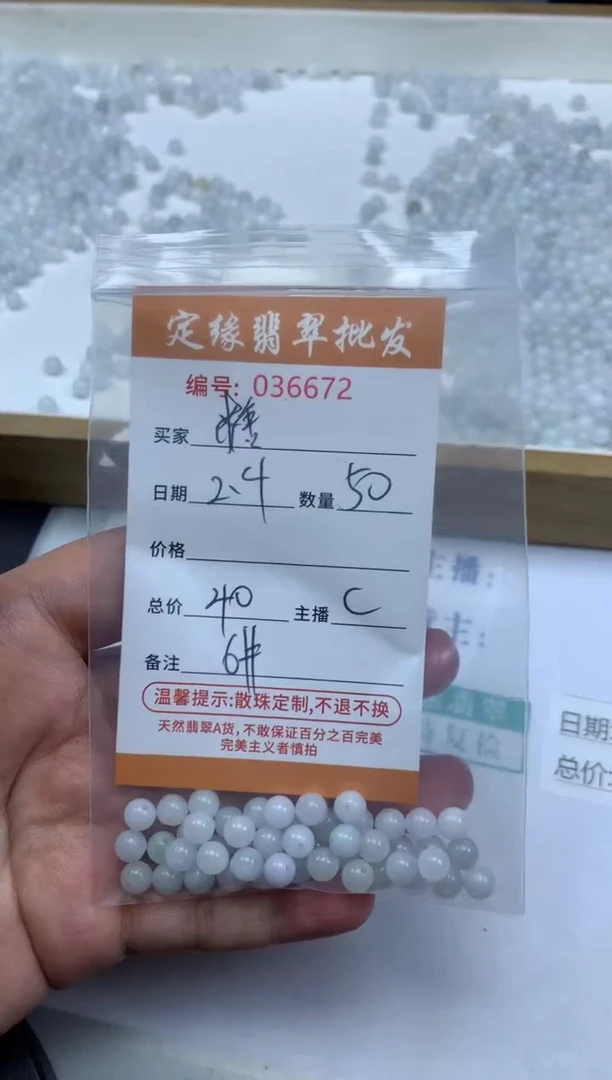 定缘翡翠批发
编号: 036672
买家
日期 2.4 数量 50
价格
总价 40 主播 C
备注 6#
温馨提示:散珠定制,不退不换
天然翡翠A货,不敢保证百分之百完美
完美主义者慎拍
主播:
主:
日期:
总价: